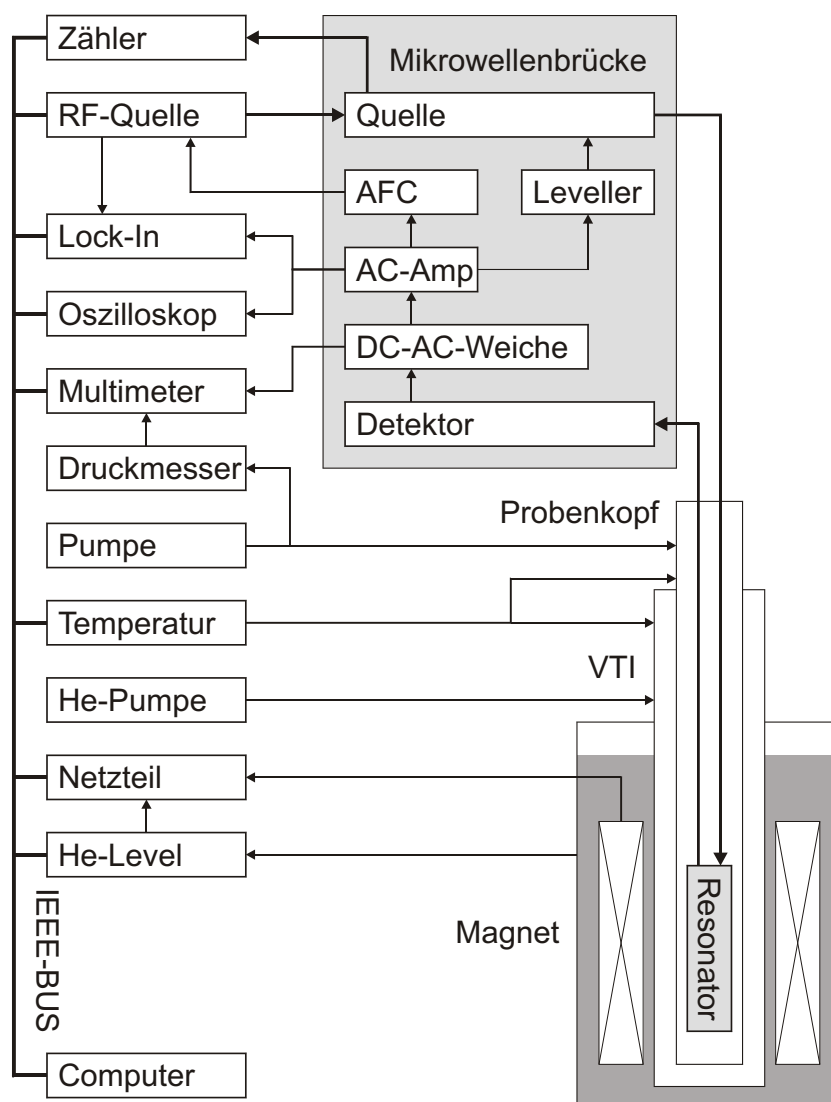 Zähler
Mikrowellenbrücke
RF-Quelle
Quelle
AFC
Leveller
Lock-In
AC-Amp
Oszilloskop
DC-AC-Weiche
Multimeter
Detektor
Druckmesser
Probenkopf
Pumpe
Temperatur
VTI
He-Pumpe
Netzteil
He-Level
IEEE-BUS
Magnet
Resonator
Computer